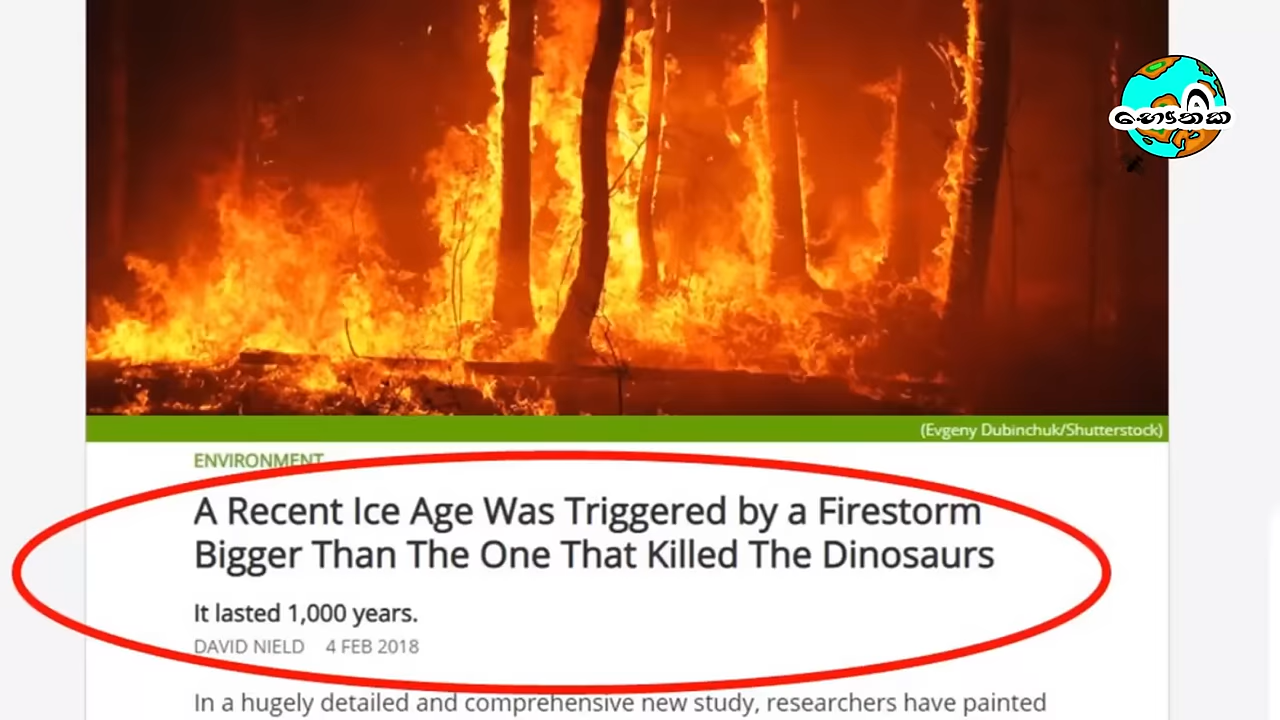 භෞතික
(Evgeny Dubinchuk/Shutterstock)
ENVIRONMENT
A Recent Ice Age Was Triggered by a Firestorm
Bigger Than The One That Killed The Dinosaurs
It lasted 1,000 years.
DAVID NIELD 4 FEB 2018
In a hugely detailed and comprehensive new study, researchers have painted